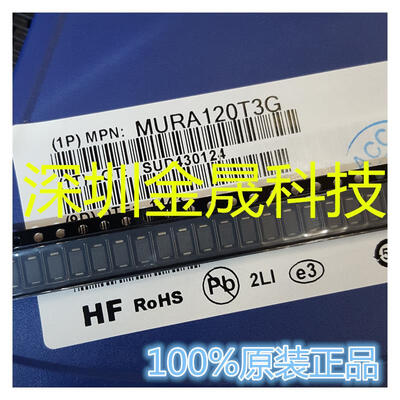 (1P) MPN: MURA120T3G
深圳金晟科技
HF RoHS Pb 2LI e3
100%原装正品